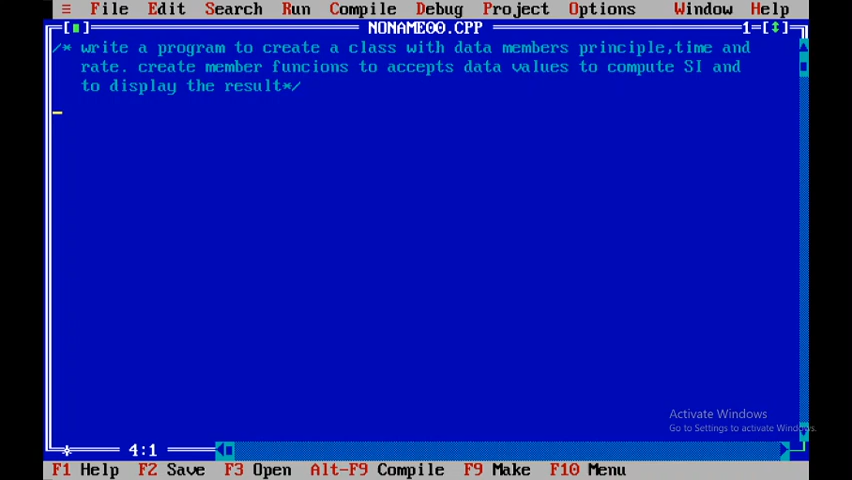 ≡ File Edit Search Run Compile Debug Project Options Window Help
[■] NONAME00.CPP 1=[↕]
/* write a program to create a class with data members principle,time and
rate. create member funcions to accepts data values to compute SI and
to display the result*/
Activate Windows
Go to Settings to activate Windows.
4:1
F1 Help F2 Save F3 Open Alt-F9 Compile F9 Make F10 Menu